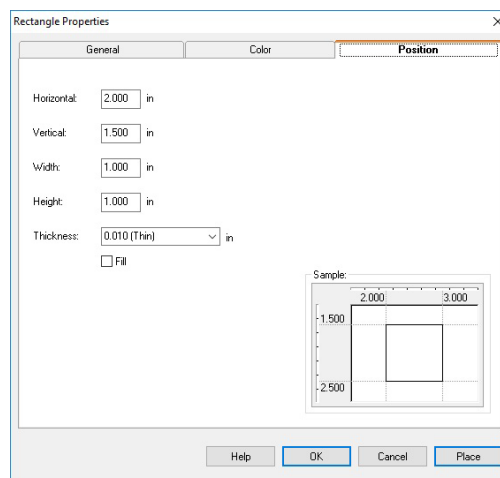 Rectangle Properties
General Color Position
Horizontal: 2.000 in
Vertical: 1.500 in
Width: 1.000 in
Height: 1.000 in
Thickness: 0.010 (Thin) in
Fill
Sample:
2.000 3.000
1.500
2.500
Help OK Cancel Place